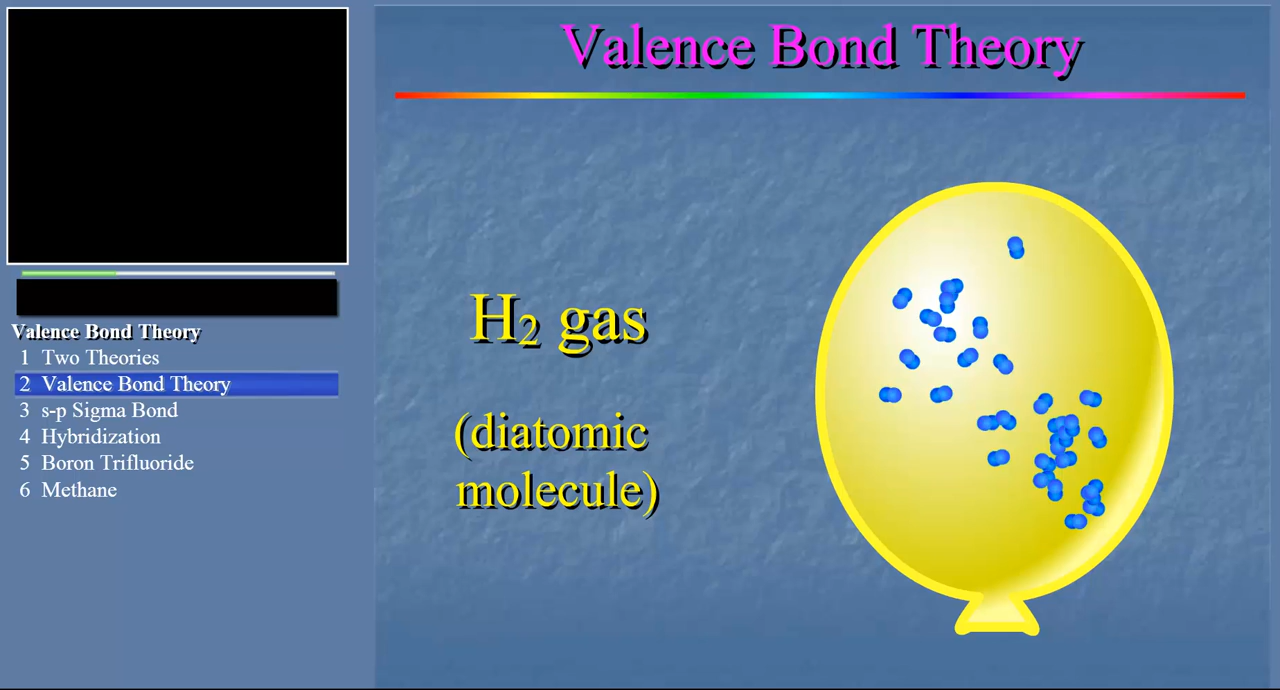 Valence Bond Theory
1 Two Theories
2 Valence Bond Theory
3 s-p Sigma Bond
4 Hybridization
5 Boron Trifluoride
6 Methane
Valence Bond Theory
H₂ gas
(diatomic
molecule)